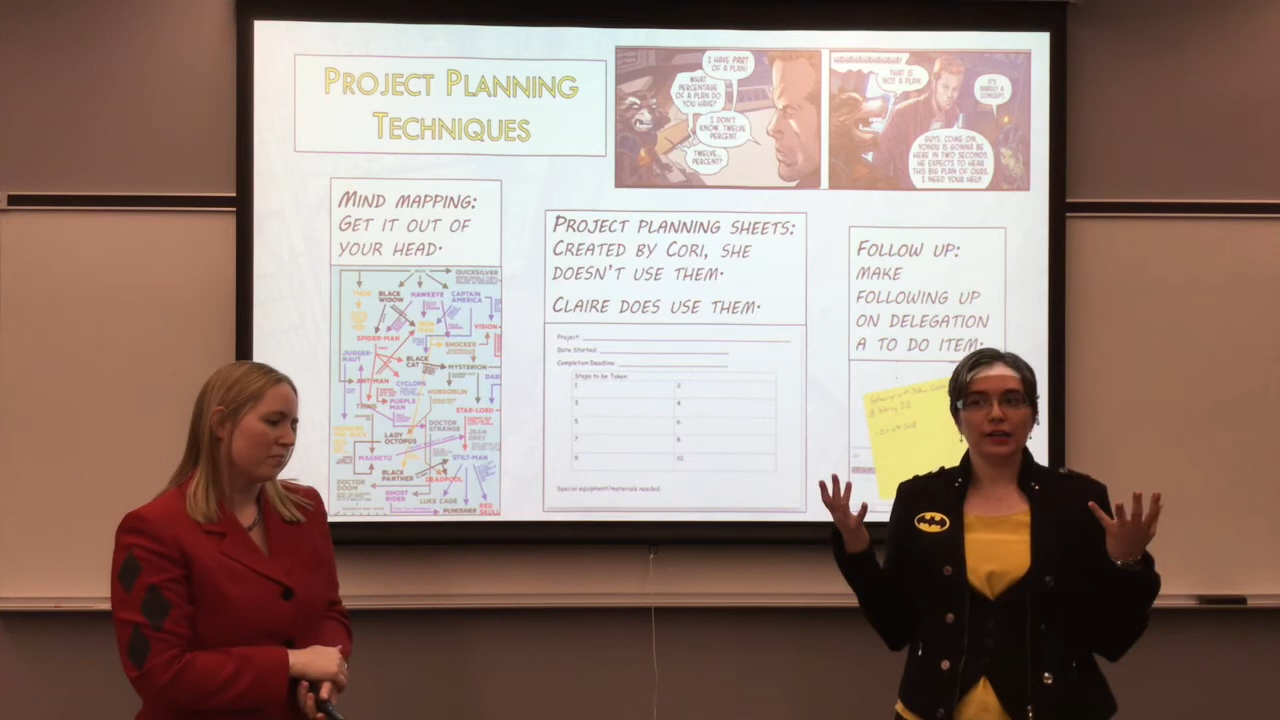 PROJECT PLANNING
TECHNIQUES
I HAVE PART
OF A PLAN!
WHAT
PERCENTAGE
OF A PLAN DO
YOU HAVE?
I DON'T
KNOW. TWELVE
PERCENT.
TWELVE...
PERCENT?
HAHAHAHAHAHAHA!
THAT IS
NOT A PLAN.
IT'S
BARELY A
CONCEPT.
GUYS, COME ON.
YONDU IS GONNA BE
HERE IN TWO SECONDS.
HE EXPECTS TO HEAR
THIS BIG PLAN OF OURS.
I NEED YOUR HELP.
MIND MAPPING:
GET IT OUT OF
YOUR HEAD.
QUICKSILVER
THOR
BLACK
WIDOW
HAWKEYE
CAPTAIN
AMERICA
IRON
MAN
VISION
SPIDER-MAN
SHOCKER
JUGGER-
NAUT
BLACK
CAT
MYSTERION
ANT-MAN
CYCLOPS
HOBGOBLIN
THING
PURPLE
MAN
STAR-LORD
DOCTOR
STRANGE
JEAN
GREY
LADY
OCTOPUS
MAGNETO
STILT-MAN
BLACK
PANTHER
DEADPOOL
DOCTOR
DOOM
GHOST
RIDER
LUKE CAGE
PUNISHER
RED
SKULL
PROJECT PLANNING SHEETS:
CREATED BY CORI, SHE
DOESN'T USE THEM.
CLAIRE DOES USE THEM.
Project:
Date Started:
Completion Deadline:
Steps to be Taken:
1 2
3 4
5 6
7 8
9 10
Special equipment/materials needed:
FOLLOW UP:
MAKE
FOLLOWING UP
ON DELEGATION
A TO DO ITEM.